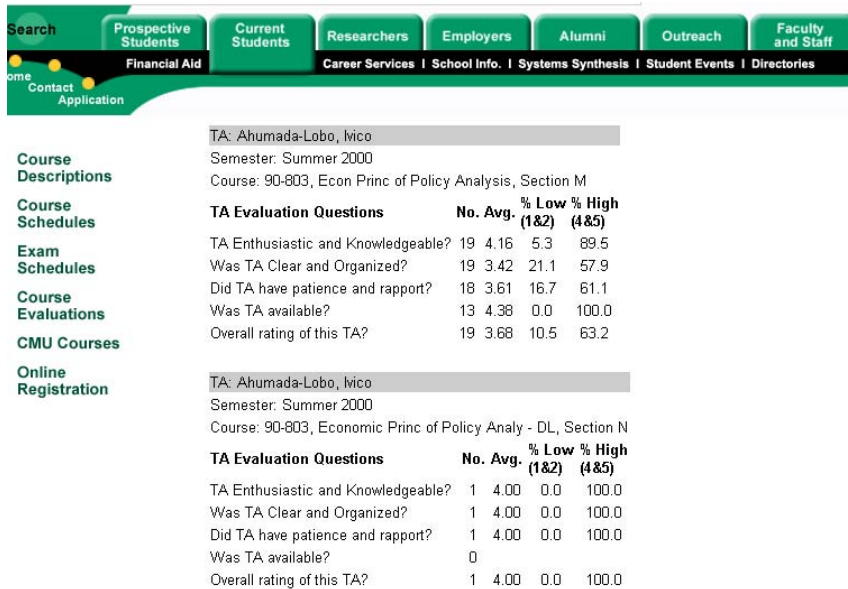 Search
Prospective Students
Current Students
Researchers
Employers
Alumni
Outreach
Faculty and Staff
Financial Aid
Career Services | School Info. | Systems Synthesis | Student Events | Directories
ome
Contact
Application
Course Descriptions
Course Schedules
Exam Schedules
Course Evaluations
CMU Courses
Online Registration
TA: Ahumada-Lobo, Ivico
Semester: Summer 2000
Course: 90-803, Econ Princ of Policy Analysis, Section M
TA Evaluation Questions No. Avg. % Low (1&2) % High (4&5)
TA Enthusiastic and Knowledgeable? 19 4.16 5.3 89.5
Was TA Clear and Organized? 19 3.42 21.1 57.9
Did TA have patience and rapport? 18 3.61 16.7 61.1
Was TA available? 13 4.38 0.0 100.0
Overall rating of this TA? 19 3.68 10.5 63.2
TA: Ahumada-Lobo, Ivico
Semester: Summer 2000
Course: 90-803, Economic Princ of Policy Analy - DL, Section N
TA Evaluation Questions No. Avg. % Low (1&2) % High (4&5)
TA Enthusiastic and Knowledgeable? 1 4.00 0.0 100.0
Was TA Clear and Organized? 1 4.00 0.0 100.0
Did TA have patience and rapport? 1 4.00 0.0 100.0
Was TA available? 0
Overall rating of this TA? 1 4.00 0.0 100.0